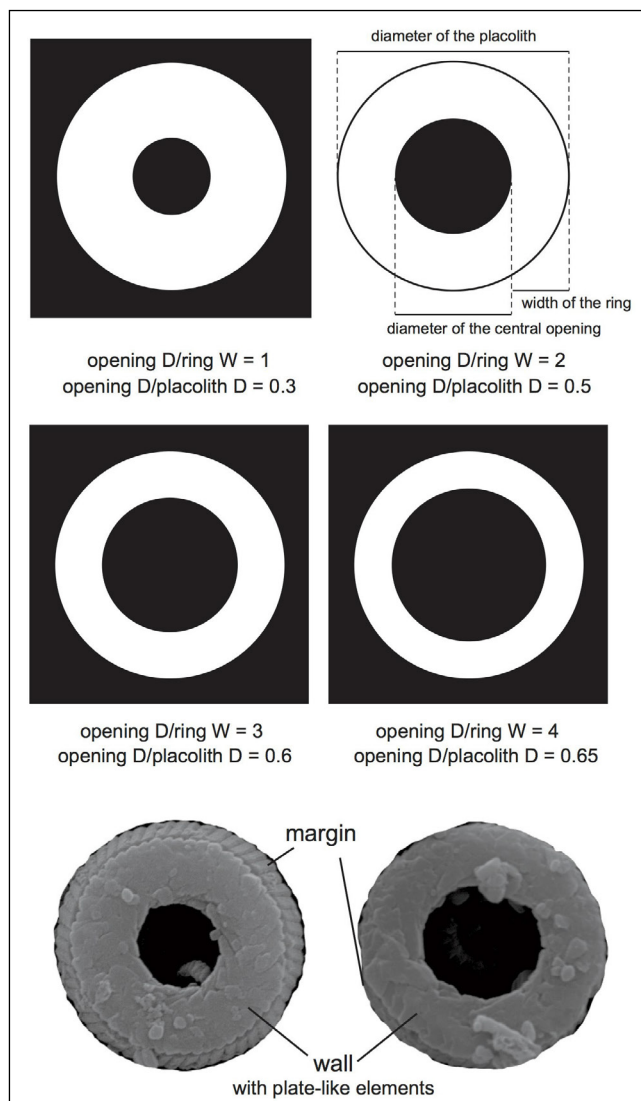 diameter of the placolith
width of the ring
diameter of the central opening
opening D/ring W = 1
opening D/placolith D = 0.3
opening D/ring W = 2
opening D/placolith D = 0.5
opening D/ring W = 3
opening D/placolith D = 0.6
opening D/ring W = 4
opening D/placolith D = 0.65
margin
wall
with plate-like elements